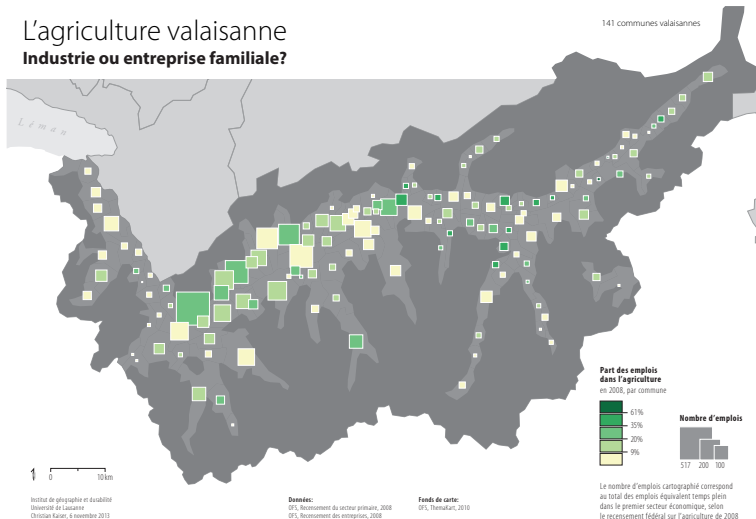 L'agriculture valaisanne
Industrie ou entreprise familiale?
141 communes valaisannes
Léman
Part des emplois
dans l'agriculture
en 2008, par commune
61%
35%
20%
9%
Nombre d'emplois
517 200 100
Le nombre d'emplois cartographié correspond
au total des emplois équivalent temps plein
dans le premier secteur économique, selon
le recensement fédéral sur l'agriculture de 2008
0 10 km
Institut de géographie et durabilité
Université de Lausanne
Christian Kaiser, 6 novembre 2013
Données:
OFS, Recensement du secteur primaire, 2008
OFS, Recensement des entreprises, 2008
Fonds de carte:
OFS, ThemaKart, 2010